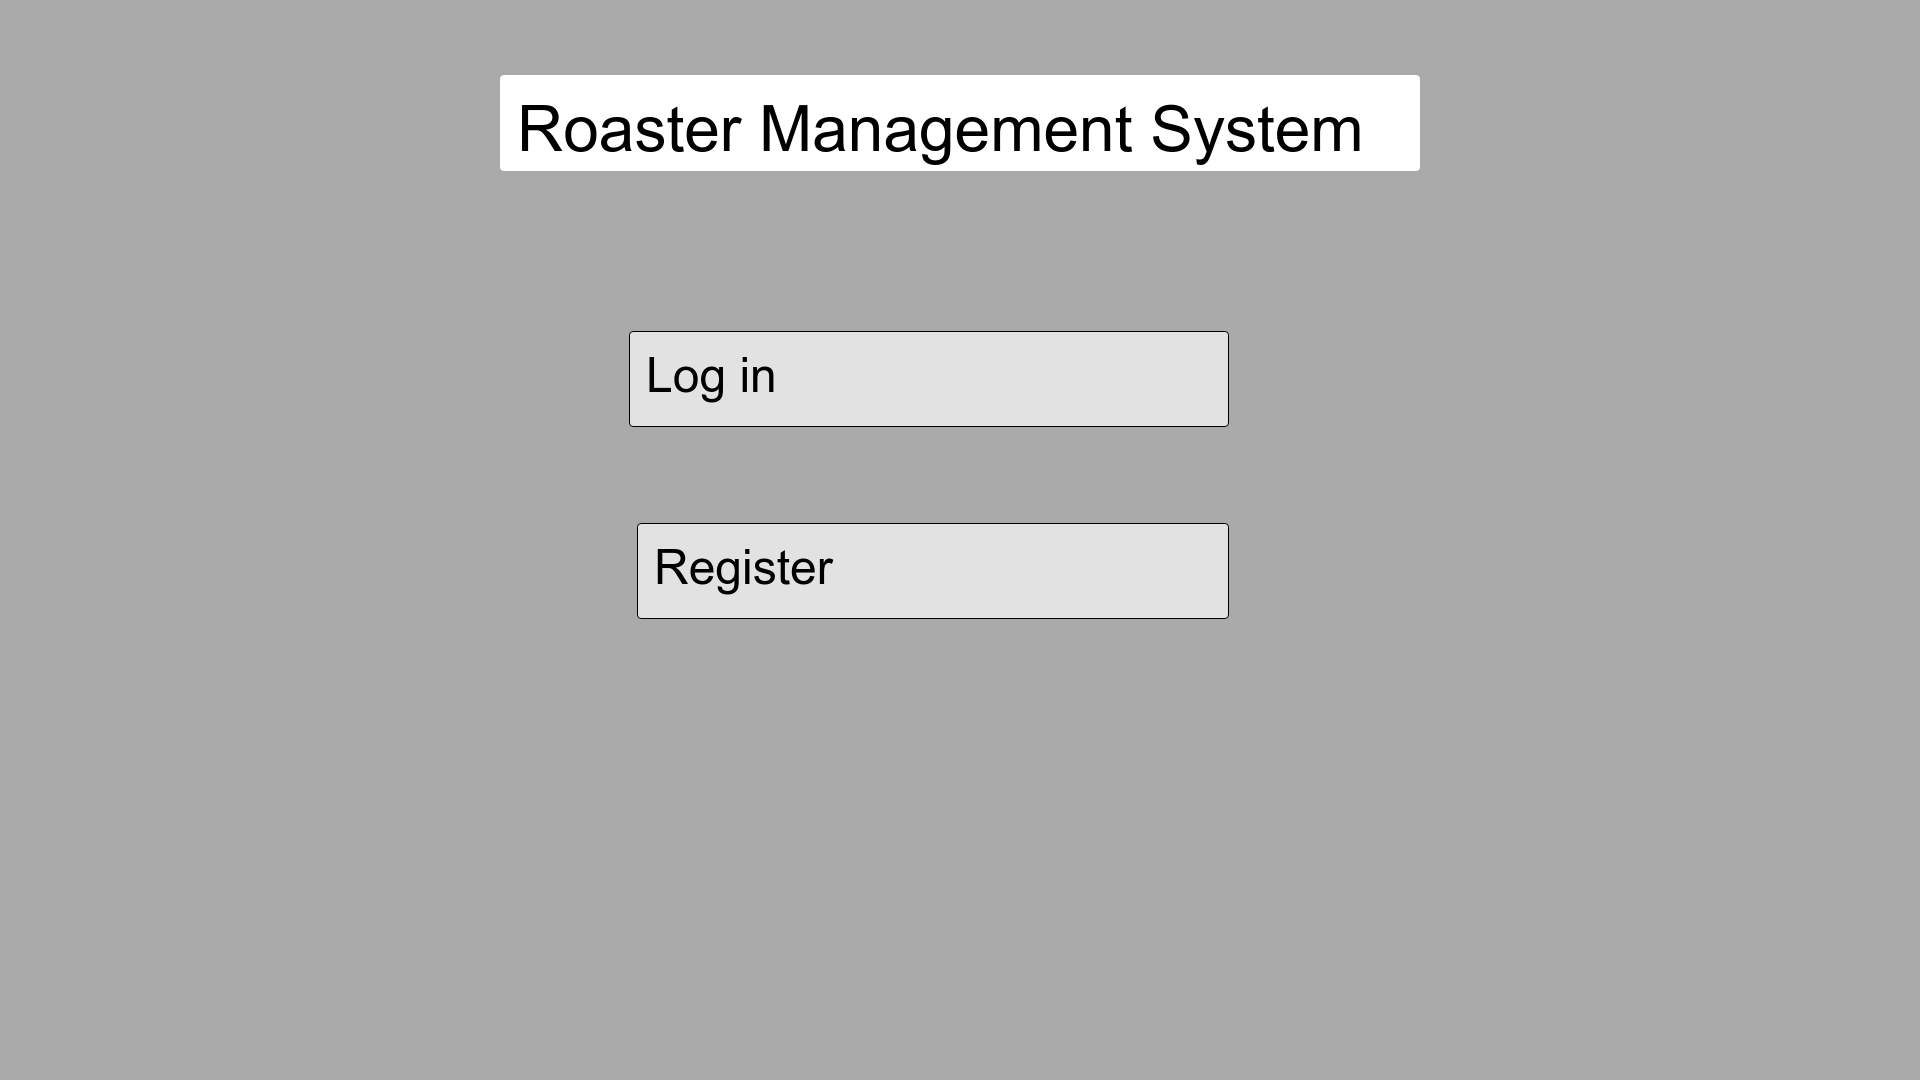 Roaster Management System
Log in
Register